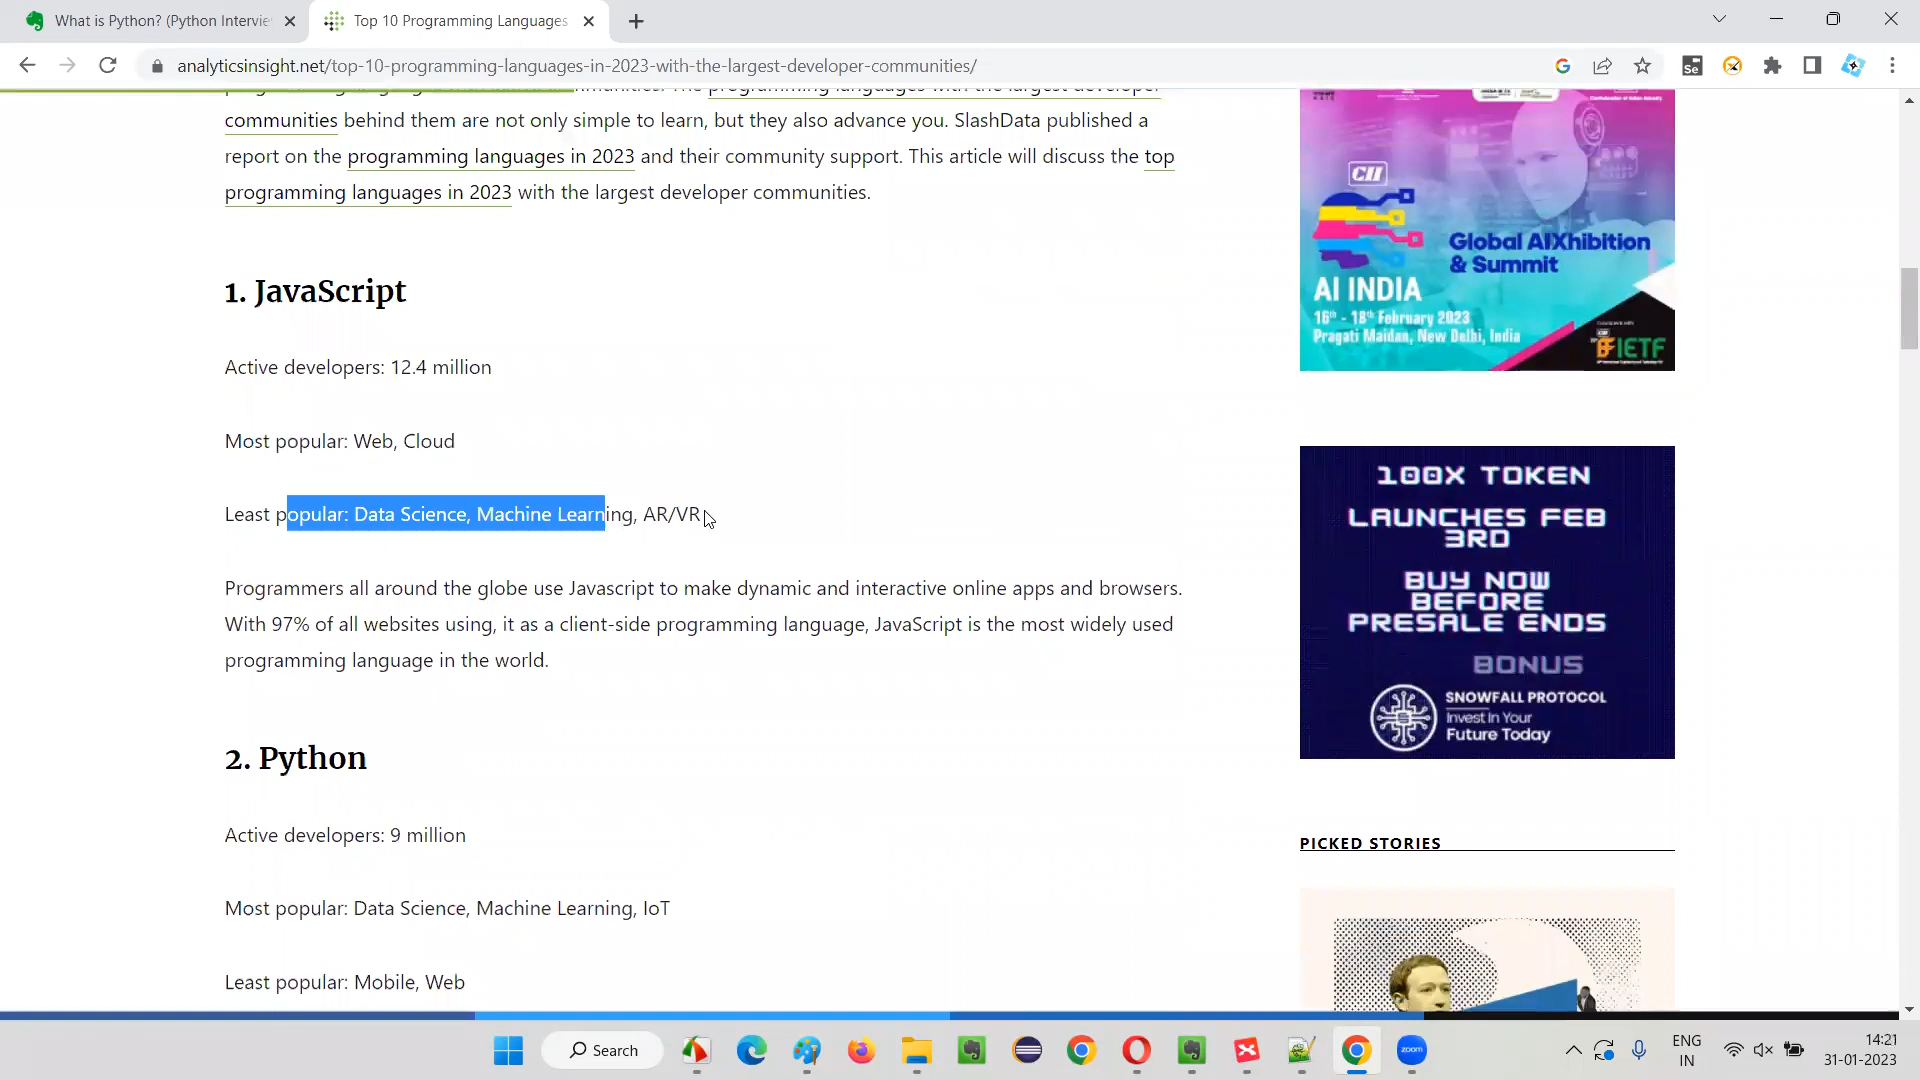 What is Python? (Python Intervie
Top 10 Programming Languages
analyticsinsight.net/top-10-programming-languages-in-2023-with-the-largest-developer-communities/
communities behind them are not only simple to learn, but they also advance you. SlashData published a
report on the programming languages in 2023 and their community support. This article will discuss the top
programming languages in 2023 with the largest developer communities.
1. JavaScript
Active developers: 12.4 million
Most popular: Web, Cloud
Least popular: Data Science, Machine Learning, AR/VR
Programmers all around the globe use Javascript to make dynamic and interactive online apps and browsers.
With 97% of all websites using, it as a client-side programming language, JavaScript is the most widely used
programming language in the world.
2. Python
Active developers: 9 million
Most popular: Data Science, Machine Learning, IoT
Least popular: Mobile, Web
CII
Global AIXhibition
& Summit
AI INDIA
16th - 18th February 2023
Pragati Maidan, New Delhi, India
IETF
100X TOKEN
LAUNCHES FEB
3RD
BUY NOW
BEFORE
PRESALE ENDS
BONUS
SNOWFALL PROTOCOL
Invest In Your
Future Today
PICKED STORIES
Search
zoom
ENG
IN
14:21
31-01-2023